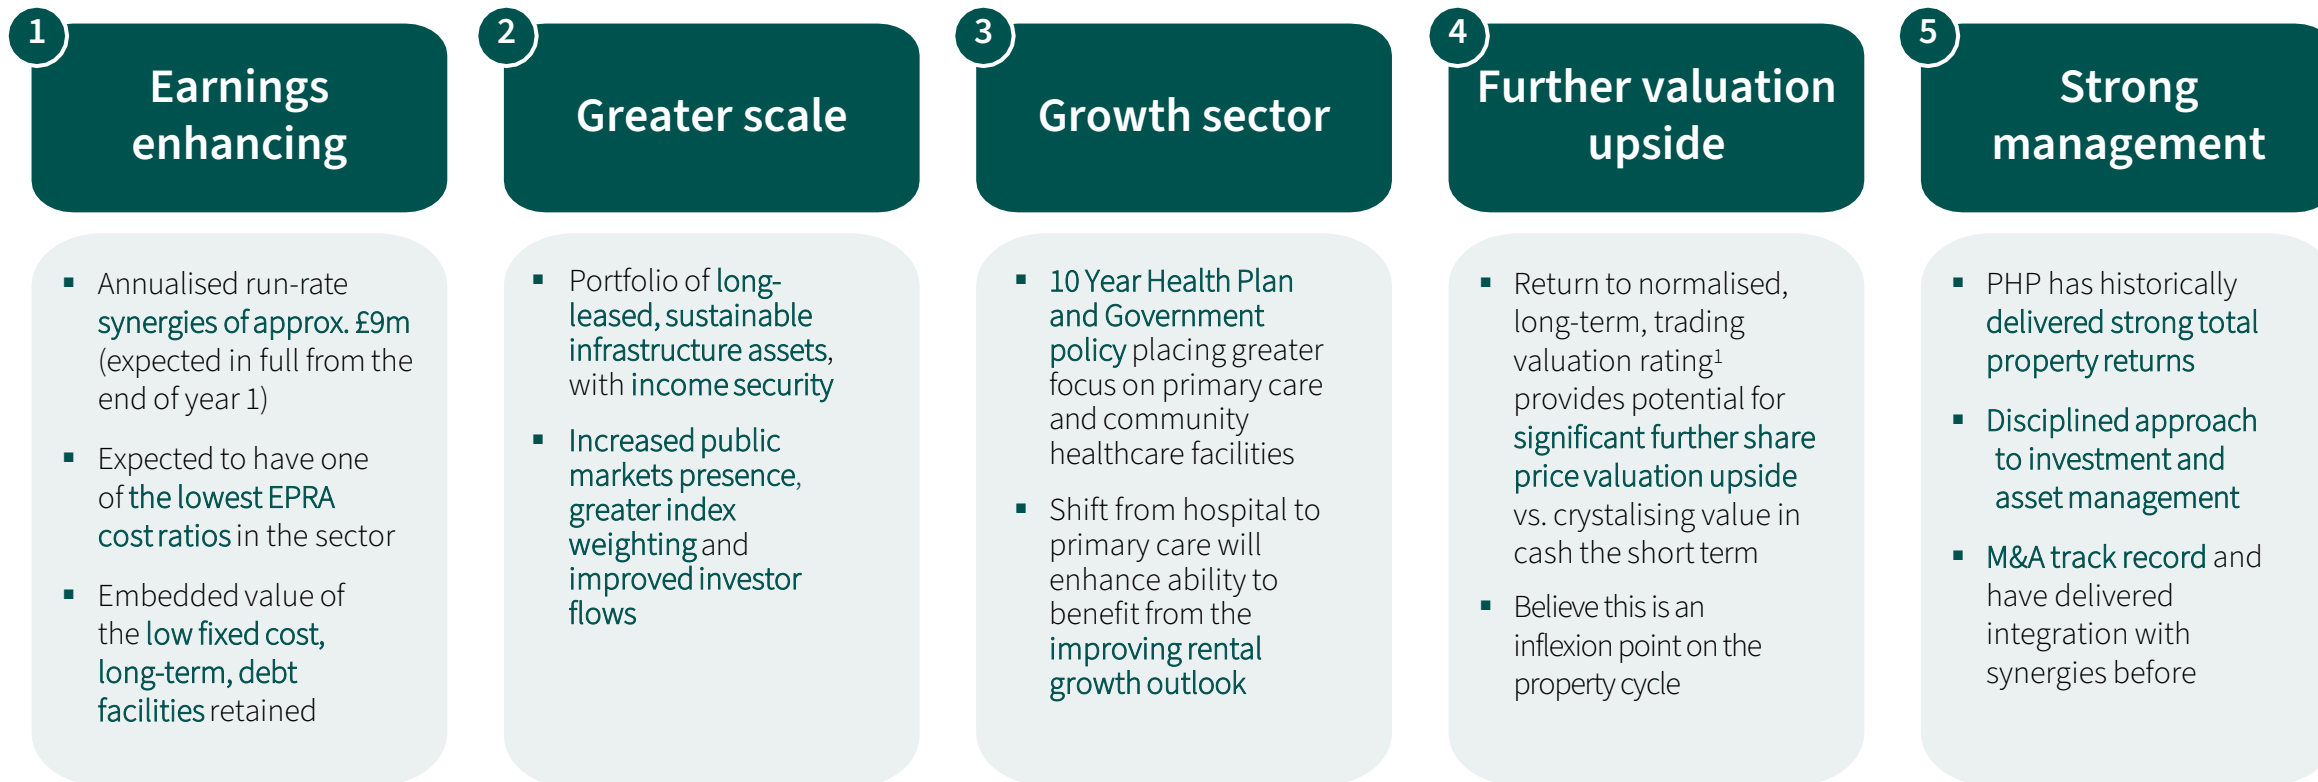 1
Earnings
enhancing
▪ Annualised run-rate
synergies of approx. £9m
(expected in full from the
end of year 1)
▪ Expected to have one
of the lowest EPRA
cost ratios in the sector
▪ Embedded value of
the low fixed cost,
long-term, debt
facilities retained
2
Greater scale
▪ Portfolio of long-
leased, sustainable
infrastructure assets,
with income security
▪ Increased public
markets presence,
greater index
weighting and
improved investor
flows
3
Growth sector
▪ 10 Year Health Plan
and Government
policy placing greater
focus on primary care
and community
healthcare facilities
▪ Shift from hospital to
primary care will
enhance ability to
benefit from the
improving rental
growth outlook
4
Further valuation
upside
▪ Return to normalised,
long-term, trading
valuation rating¹
provides potential for
significant further share
price valuation upside
vs. crystalising value in
cash the short term
▪ Believe this is an
inflexion point on the
property cycle
5
Strong
management
▪ PHP has historically
delivered strong total
property returns
▪ Disciplined approach
to investment and
asset management
▪ M&A track record and
have delivered
integration with
synergies before